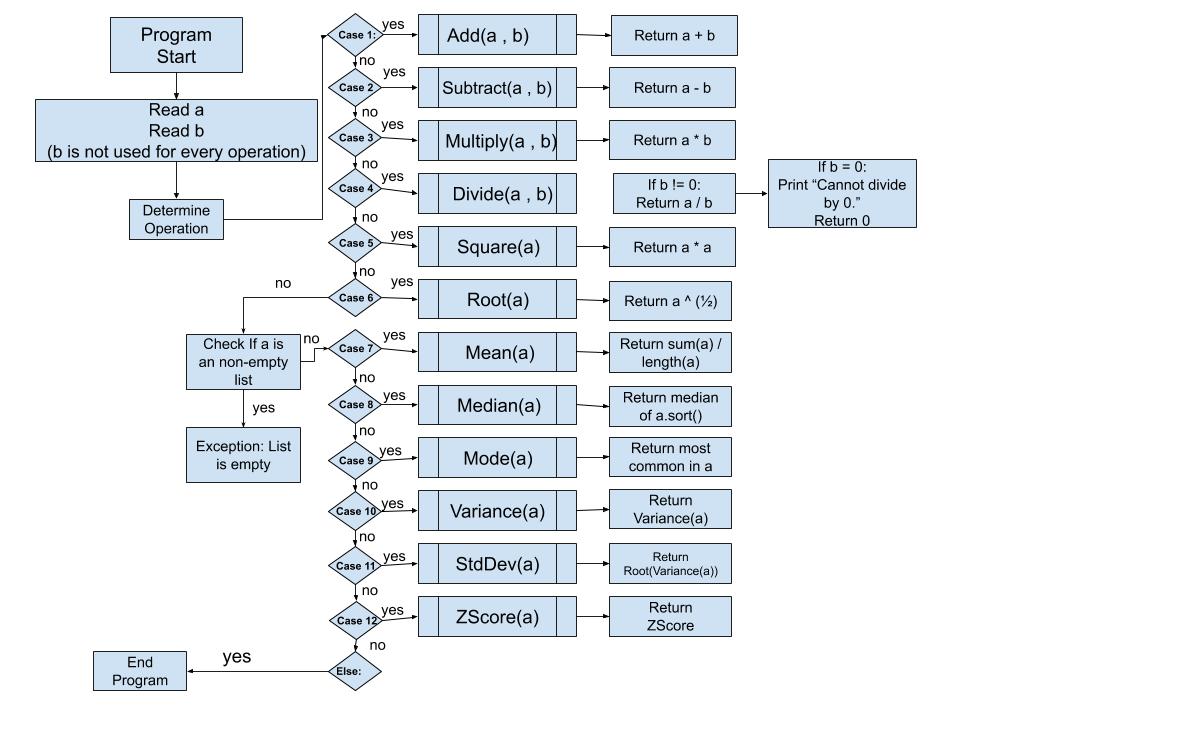 Program
Start
Read a
Read b
(b is not used for every operation)
Determine
Operation
Case 1:
yes
Add(a , b)
Return a + b
no
Case 2
yes
Subtract(a , b)
Return a - b
no
Case 3
yes
Multiply(a , b)
Return a * b
no
Case 4
yes
Divide(a , b)
If b != 0:
Return a / b
If b = 0:
Print “Cannot divide
by 0.”
Return 0
no
Case 5
yes
Square(a)
Return a * a
no
Case 6
yes
Root(a)
Return a ^ (½)
no
Check If a is
an non-empty
list
no
yes
Exception: List
is empty
Case 7
yes
Mean(a)
Return sum(a) /
length(a)
no
Case 8
yes
Median(a)
Return median
of a.sort()
no
Case 9
yes
Mode(a)
Return most
common in a
no
Case 10
yes
Variance(a)
Return
Variance(a)
no
Case 11
yes
StdDev(a)
Return
Root(Variance(a))
no
Case 12
yes
ZScore(a)
Return
ZScore
no
Else:
yes
End
Program